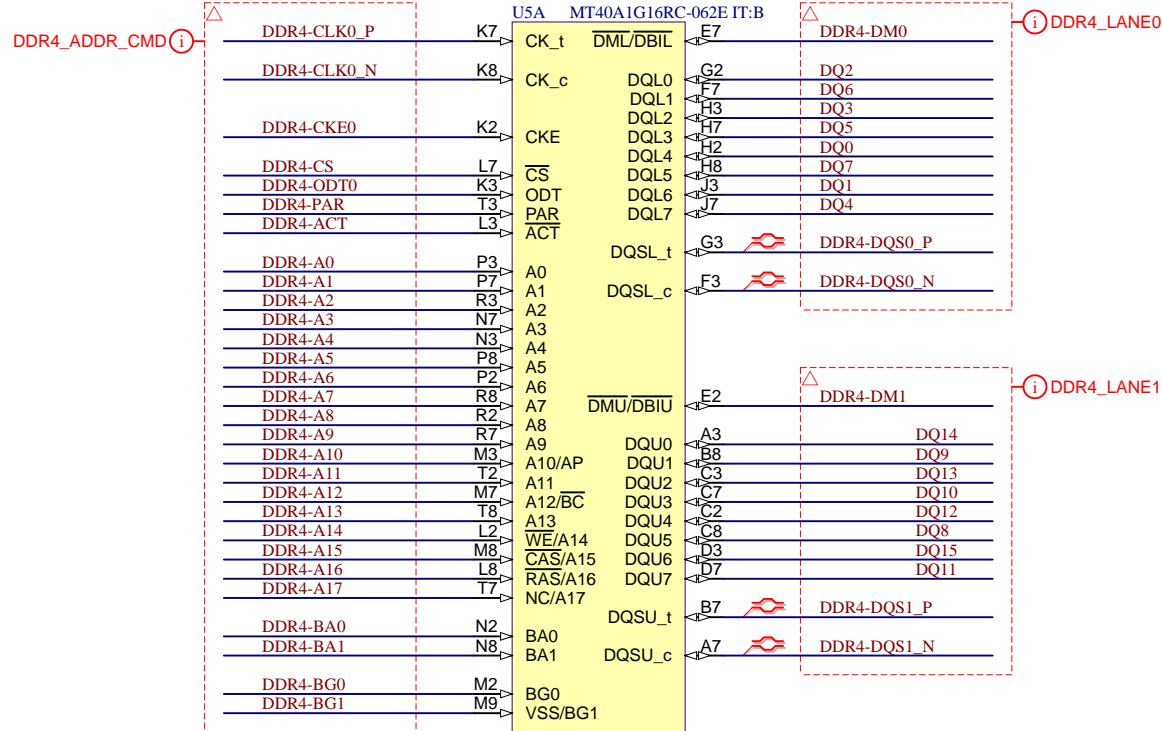 U5A MT40A1G16RC-062E IT:B
DDR4_ADDR_CMD i
i DDR4_LANE0
DDR4-CLK0_P K7 CK_t DML/DBIL E7 DDR4-DM0
DDR4-CLK0_N K8 CK_c DQL0 G2 DQ2
DQL1 F7 DQ6
DQL2 H3 DQ3
DDR4-CKE0 K2 CKE DQL3 H7 DQ5
DQL4 H2 DQ0
DDR4-CS L7 CS DQL5 H8 DQ7
DDR4-ODT0 K3 ODT DQL6 J3 DQ1
DDR4-PAR T3 PAR DQL7 J7 DQ4
DDR4-ACT L3 ACT
DQSL_t G3 DDR4-DQS0_P
DDR4-A0 P3 A0
DDR4-A1 P7 A1 DQSL_c F3 DDR4-DQS0_N
DDR4-A2 R3 A2
DDR4-A3 N7 A3
DDR4-A4 N3 A4
DDR4-A5 P8 A5
DDR4-A6 P2 A6
i DDR4_LANE1
DDR4-A7 R8 A7 DMU/DBIU E2 DDR4-DM1
DDR4-A8 R2 A8
DDR4-A9 R7 A9 DQU0 A3 DQ14
DDR4-A10 M3 A10/AP DQU1 B8 DQ9
DDR4-A11 T2 A11 DQU2 C3 DQ13
DDR4-A12 M7 A12/BC DQU3 C7 DQ10
DDR4-A13 T8 A13 DQU4 C2 DQ12
DDR4-A14 L2 WE/A14 DQU5 C8 DQ8
DDR4-A15 M8 CAS/A15 DQU6 D3 DQ15
DDR4-A16 L8 RAS/A16 DQU7 D7 DQ11
DDR4-A17 T7 NC/A17
DQSU_t B7 DDR4-DQS1_P
DDR4-BA0 N2 BA0
DDR4-BA1 N8 BA1 DQSU_c A7 DDR4-DQS1_N
DDR4-BG0 M2 BG0
DDR4-BG1 M9 VSS/BG1